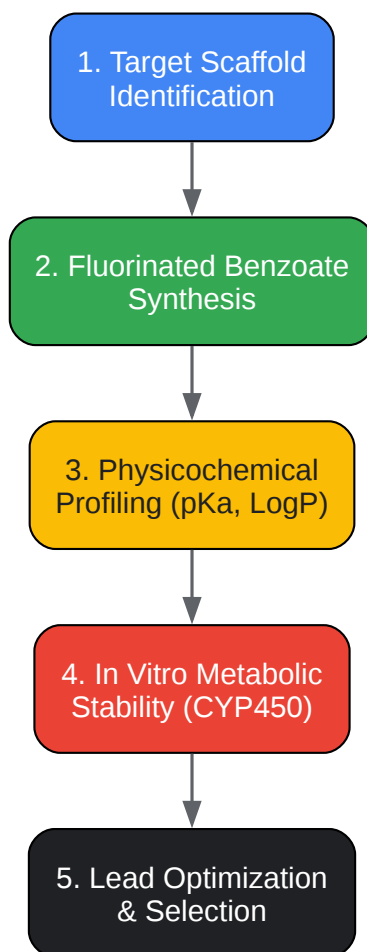 1. Target Scaffold
Identification
2. Fluorinated Benzoate
Synthesis
3. Physicochemical
Profiling (pKa, LogP)
4. In Vitro Metabolic
Stability (CYP450)
5. Lead Optimization
& Selection